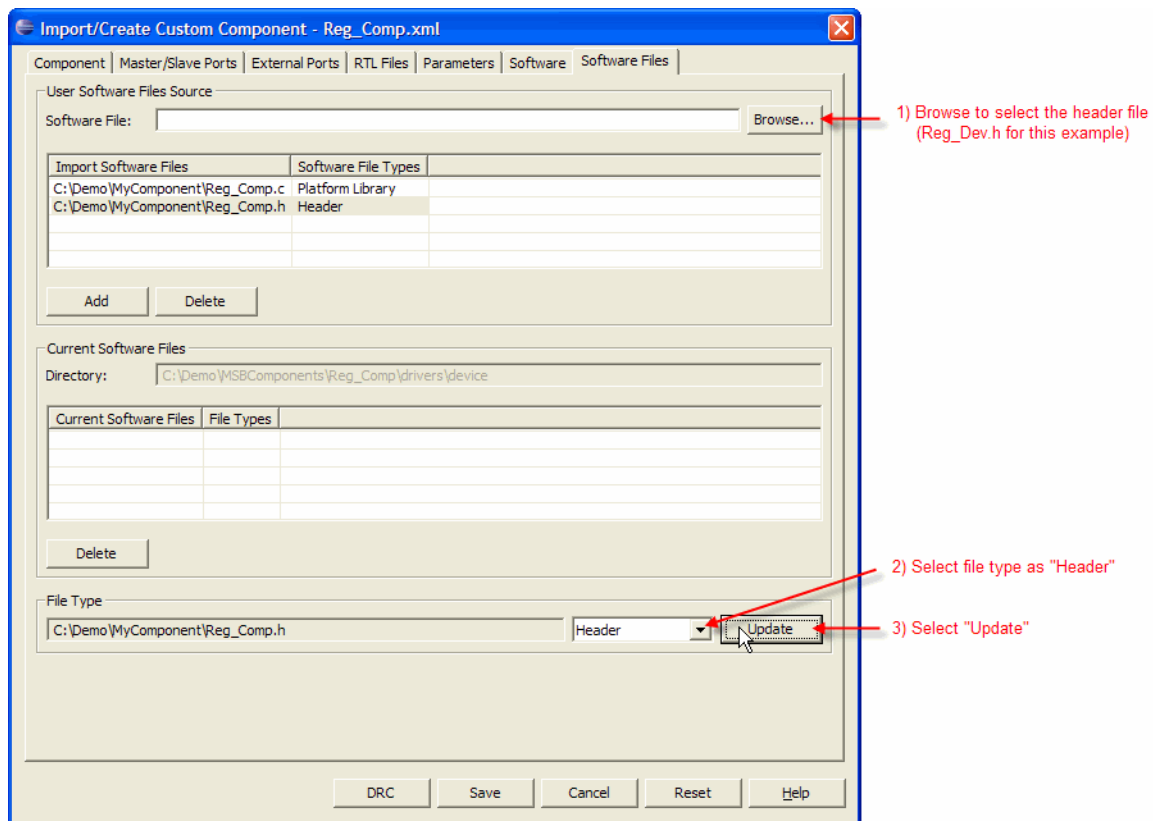 Import/Create Custom Component - Reg_Comp.xml
Component Master/Slave Ports External Ports RTL Files Parameters Software Software Files
User Software Files Source
Software File: Browse...
1) Browse to select the header file
(Reg_Dev.h for this example)
Import Software Files Software File Types
C:\Demo\MyComponent\Reg_Comp.c Platform Library
C:\Demo\MyComponent\Reg_Comp.h Header
Add Delete
Current Software Files
Directory: C:\Demo\MSBComponents\Reg_Comp\drivers\device
Current Software Files File Types
Delete
2) Select file type as "Header"
File Type
C:\Demo\MyComponent\Reg_Comp.h Header Update
3) Select "Update"
DRC Save Cancel Reset Help